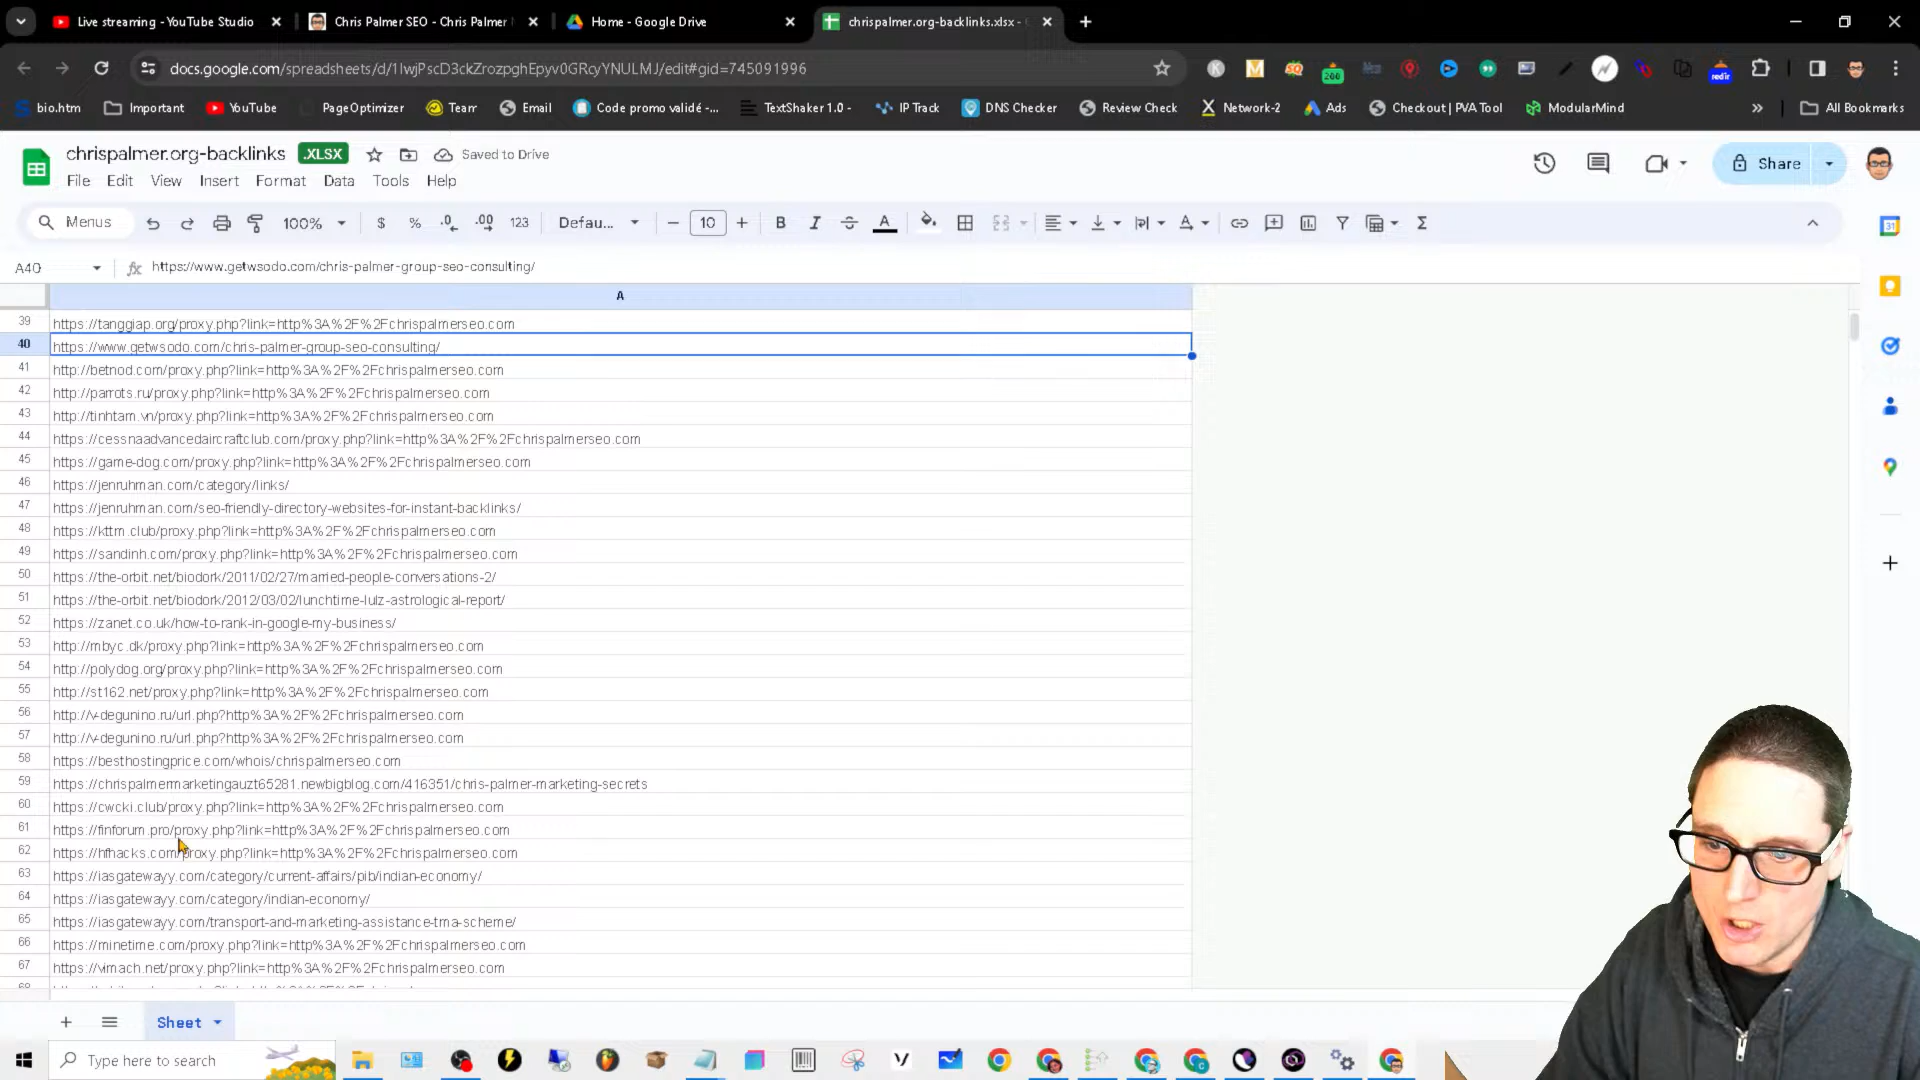 Live streaming - YouTube Studio
Chris Palmer SEO - Chris Palmer
Home - Google Drive
chrispalmer.org-backlinks.xlsx -
docs.google.com/spreadsheets/d/1IwjPscD3ckZrozpghEpyv0GRcyYNULMJ/edit#gid=745091996
200
redir
bio.htm
Important
YouTube
PageOptimizer
Team
Email
Code promo validé -...
TextShaker 1.0 -
IP Track
DNS Checker
Review Check
Network-2
Ads
Checkout | PVA Tool
ModularMind
All Bookmarks
chrispalmer.org-backlinks .XLSX Saved to Drive
File Edit View Insert Format Data Tools Help
Share
Menus 100% $ % .0 .00 123 Defau... 10 B I A Σ
A40 fx https://www.getwsodo.com/chris-palmer-group-seo-consulting/
A
39 https://tanggiap.org/proxy.php?link=http%3A%2F%2Fchrispalmerseo.com
40 https://www.getwsodo.com/chris-palmer-group-seo-consulting/
41 http://betnod.com/proxy.php?link=http%3A%2F%2Fchrispalmerseo.com
42 http://parrots.ru/proxy.php?link=http%3A%2F%2Fchrispalmerseo.com
43 http://tinhtam.vn/proxy.php?link=http%3A%2F%2Fchrispalmerseo.com
44 https://cessnaadvancedaircraftclub.com/proxy.php?link=http%3A%2F%2Fchrispalmerseo.com
45 https://game-dog.com/proxy.php?link=http%3A%2F%2Fchrispalmerseo.com
46 https://jenruhman.com/category/links/
47 https://jenruhman.com/seo-friendly-directory-websites-for-instant-backlinks/
48 https://kttm.club/proxy.php?link=http%3A%2F%2Fchrispalmerseo.com
49 https://sandinh.com/proxy.php?link=http%3A%2F%2Fchrispalmerseo.com
50 https://the-orbit.net/biodork/2011/02/27/married-people-conversations-2/
51 https://the-orbit.net/biodork/2012/03/02/lunchtime-lulz-astrological-report/
52 https://zanet.co.uk/how-to-rank-in-google-my-business/
53 http://mbyc.dk/proxy.php?link=http%3A%2F%2Fchrispalmerseo.com
54 http://polydog.org/proxy.php?link=http%3A%2F%2Fchrispalmerseo.com
55 http://st162.net/proxy.php?link=http%3A%2F%2Fchrispalmerseo.com
56 http://v-degunino.ru/url.php?http%3A%2F%2Fchrispalmerseo.com
57 http://v-degunino.ru/url.php?http%3A%2F%2Fchrispalmerseo.com
58 https://besthostingprice.com/whois/chrispalmerseo.com
59 https://chrispalmermarketingauzt65281.newbigblog.com/416351/chris-palmer-marketing-secrets
60 https://cwcki.club/proxy.php?link=http%3A%2F%2Fchrispalmerseo.com
61 https://finforum.pro/proxy.php?link=http%3A%2F%2Fchrispalmerseo.com
62 https://hfhacks.com/proxy.php?link=http%3A%2F%2Fchrispalmerseo.com
63 https://iasgatewayy.com/category/current-affairs/pib/indian-economy/
64 https://iasgatewayy.com/category/indian-economy/
65 https://iasgatewayy.com/transport-and-marketing-assistance-tma-scheme/
66 https://minetime.com/proxy.php?link=http%3A%2F%2Fchrispalmerseo.com
67 https://vimach.net/proxy.php?link=http%3A%2F%2Fchrispalmerseo.com
68
Sheet
Type here to search